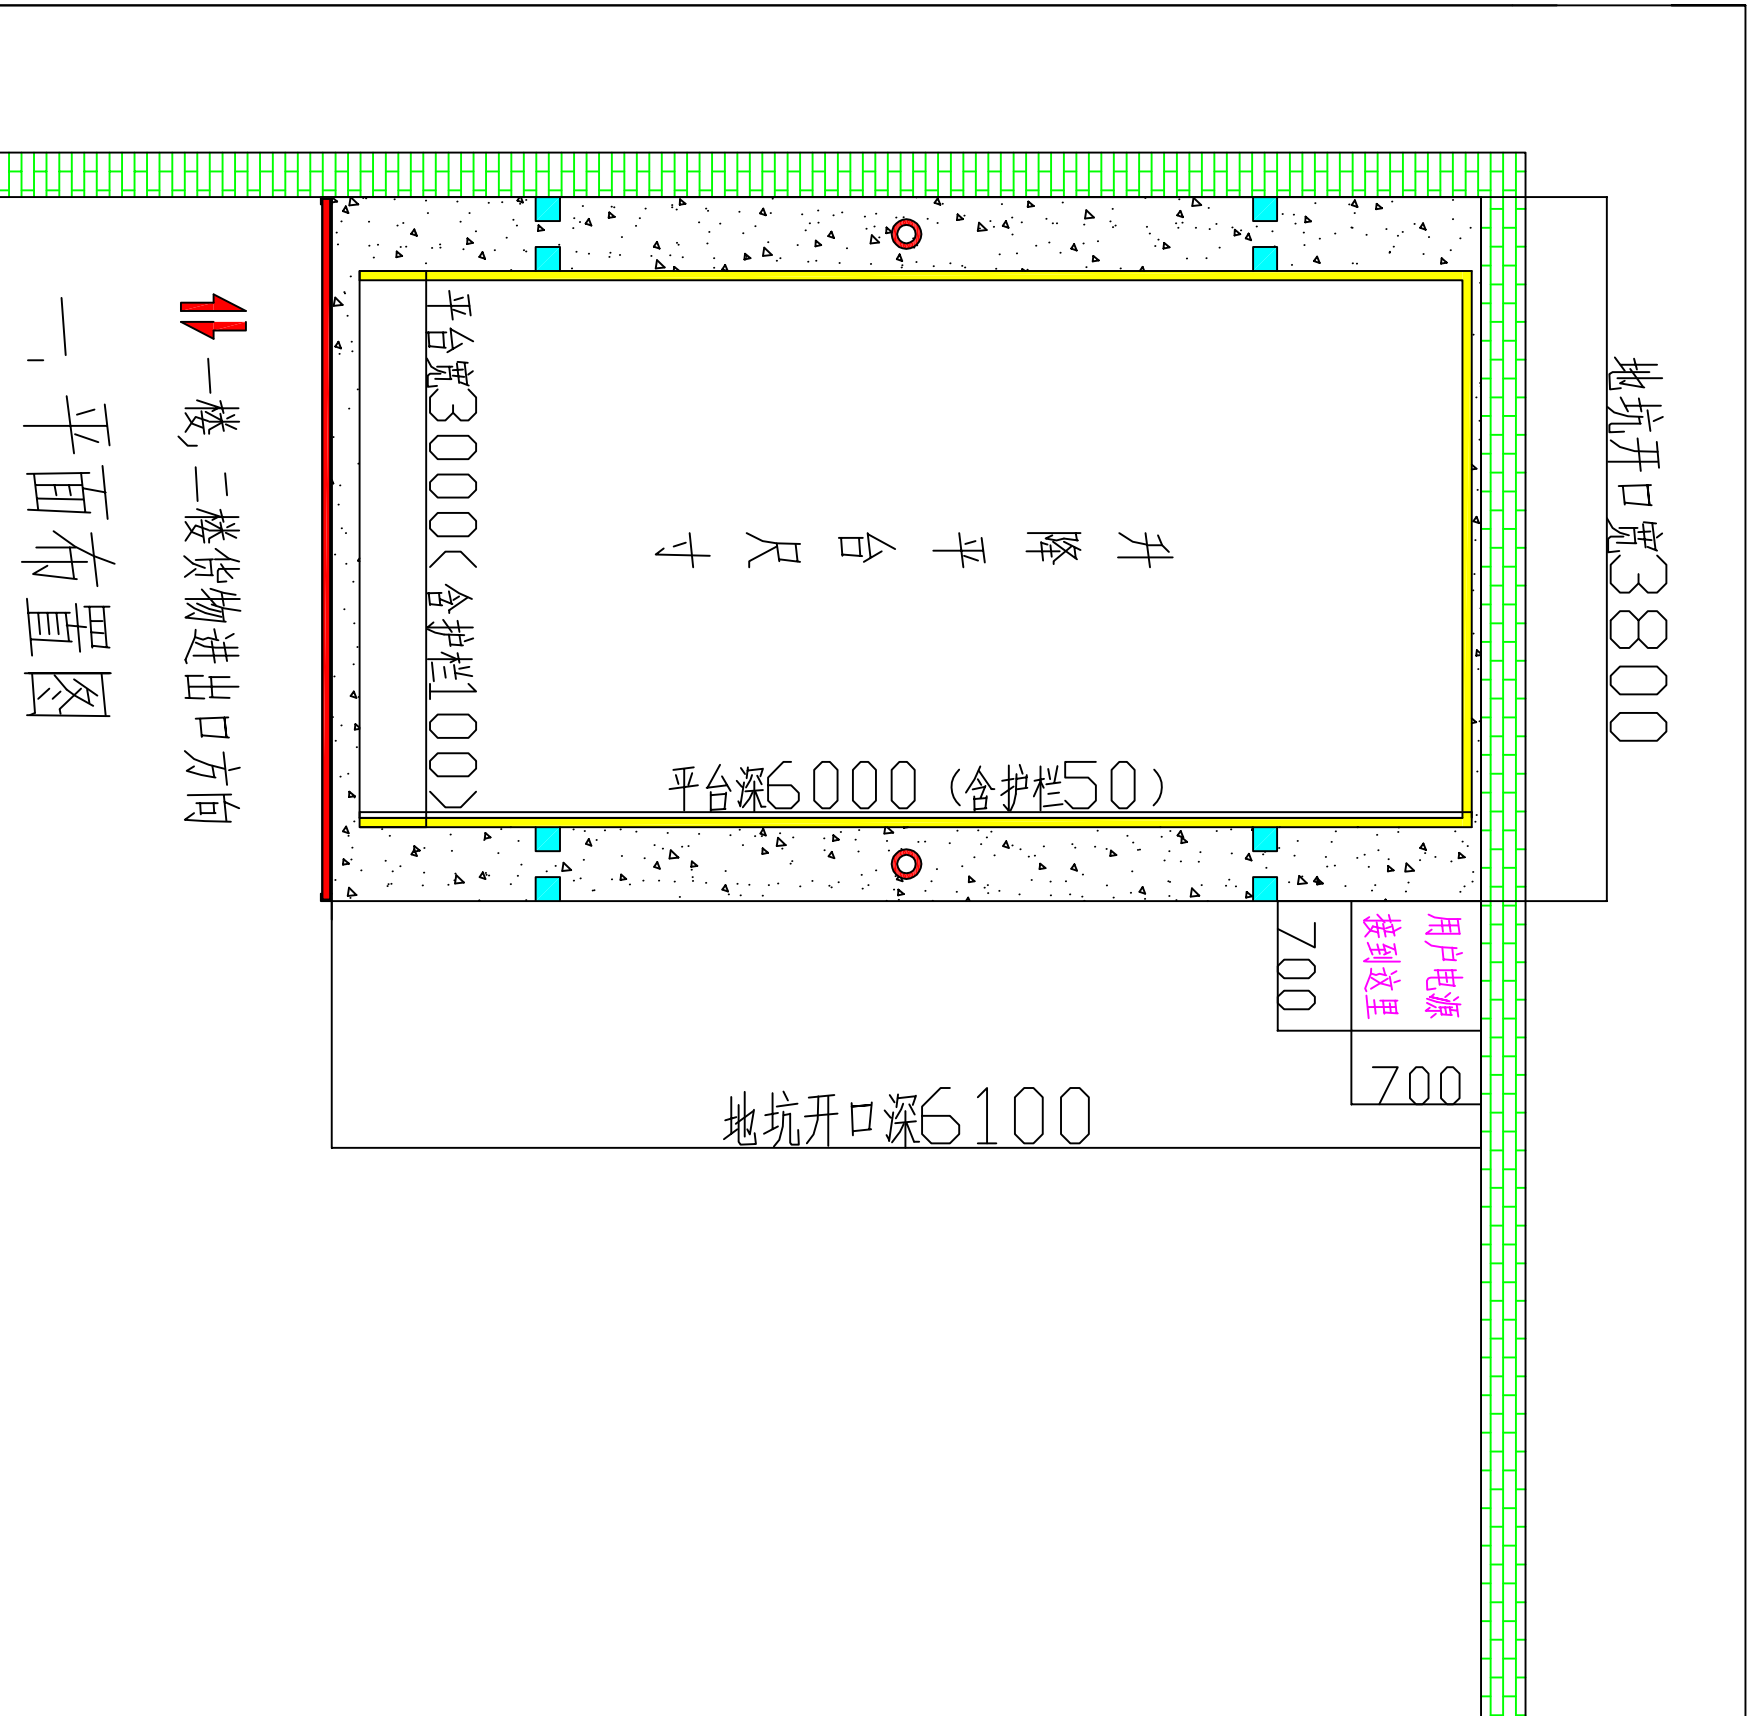 一、平面布置图
一楼,二楼货物进出口方向
平台宽3000(含护栏100)
升降平台尺寸
平台深6000(含护栏50)
地坑开口宽3800
用户电源
接到这里
700
700
地坑开口深6100